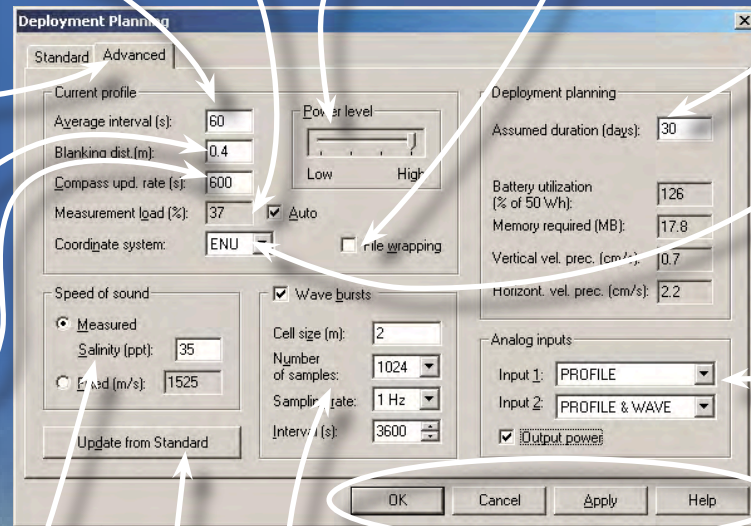 Deployment Planning
Standard Advanced
Current profile
Average interval (s): 60
Blanking dist.(m): 0.4
Compass upd. rate (s): 600
Measurement load (%): 37 Auto
Coordinate system: ENU File wrapping
Power level
Low High
Deployment planning
Assumed duration (days): 30
Battery utilization
(% of 50 Wh): 126
Memory required (MB): 17.8
Vertical vel. prec. (cm/s): 0.7
Horizont. vel. prec. (cm/s): 2.2
Speed of sound
Measured
Salinity (ppt): 35
Fixed (m/s): 1525
Update from Standard
Wave bursts
Cell size (m): 2
Number
of samples: 1024
Sampling rate: 1 Hz
Interval (s): 3600
Analog inputs
Input 1: PROFILE
Input 2: PROFILE & WAVE
Output power
OK Cancel Apply Help